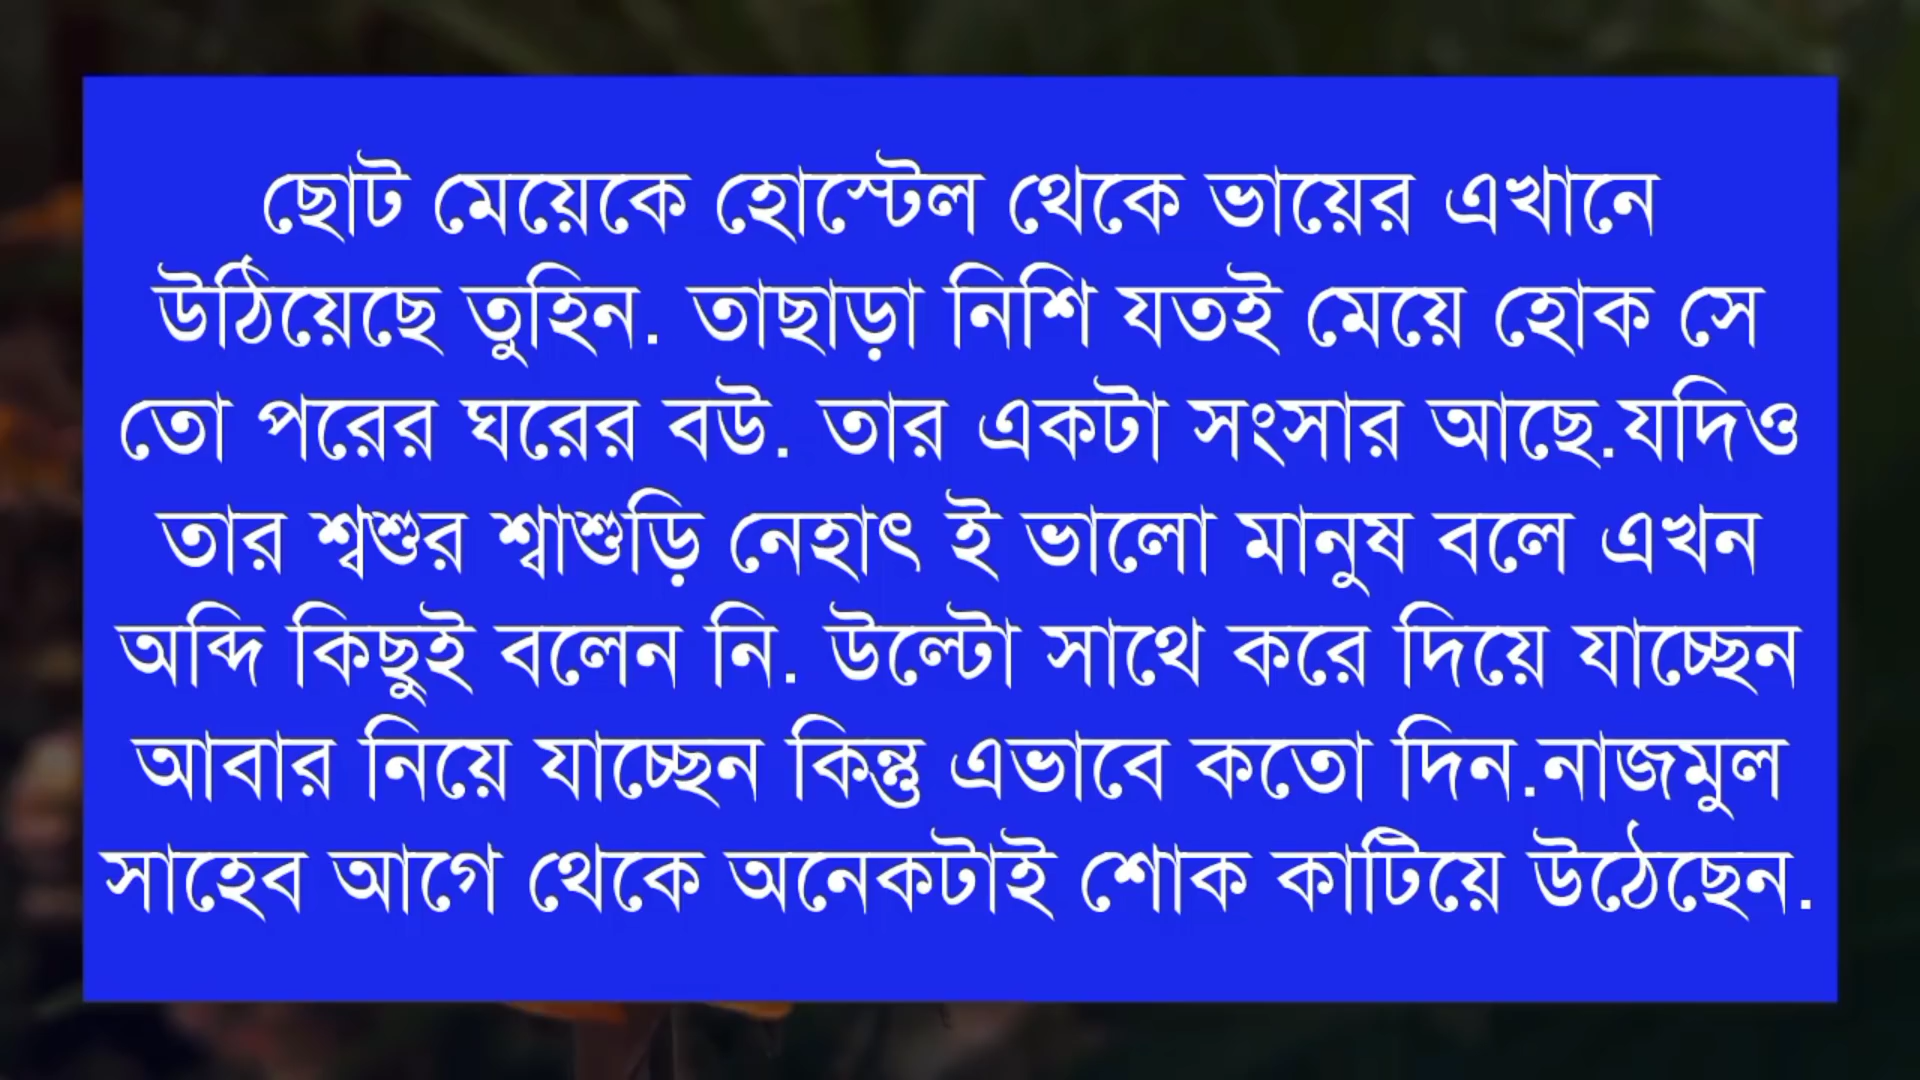 ছোট মেয়েকে হোস্টেল থেকে ভায়ের এখানে
উঠিয়েছে তুহিন. তাছাড়া নিশি যতই মেয়ে হোক সে
তো পরের ঘরের বউ. তার একটা সংসার আছে.যদিও
তার শ্বশুর শ্বাশুড়ি নেহাৎ ই ভালো মানুষ বলে এখন
অব্দি কিছুই বলেন নি. উল্টো সাথে করে দিয়ে যাচ্ছেন
আবার নিয়ে যাচ্ছেন কিন্তু এভাবে কতো দিন.নাজমুল
সাহেব আগে থেকে অনেকটাই শোক কাটিয়ে উঠেছেন.